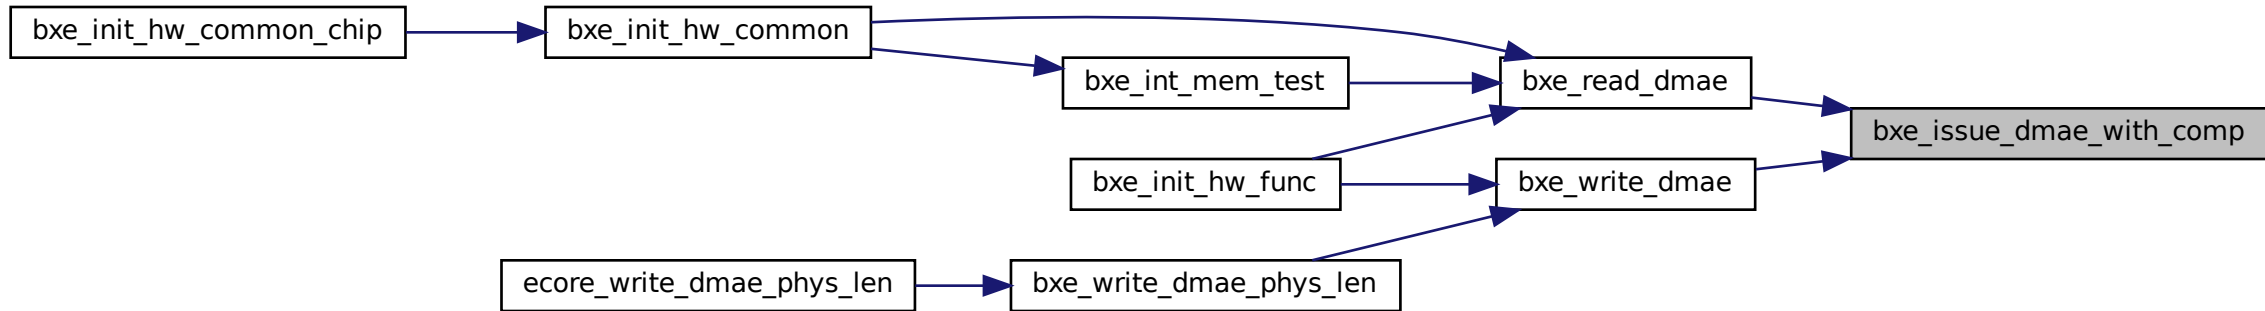 bxe_init_hw_common_chip
bxe_init_hw_common
bxe_int_mem_test
bxe_read_dmae
bxe_issue_dmae_with_comp
bxe_init_hw_func
bxe_write_dmae
ecore_write_dmae_phys_len
bxe_write_dmae_phys_len